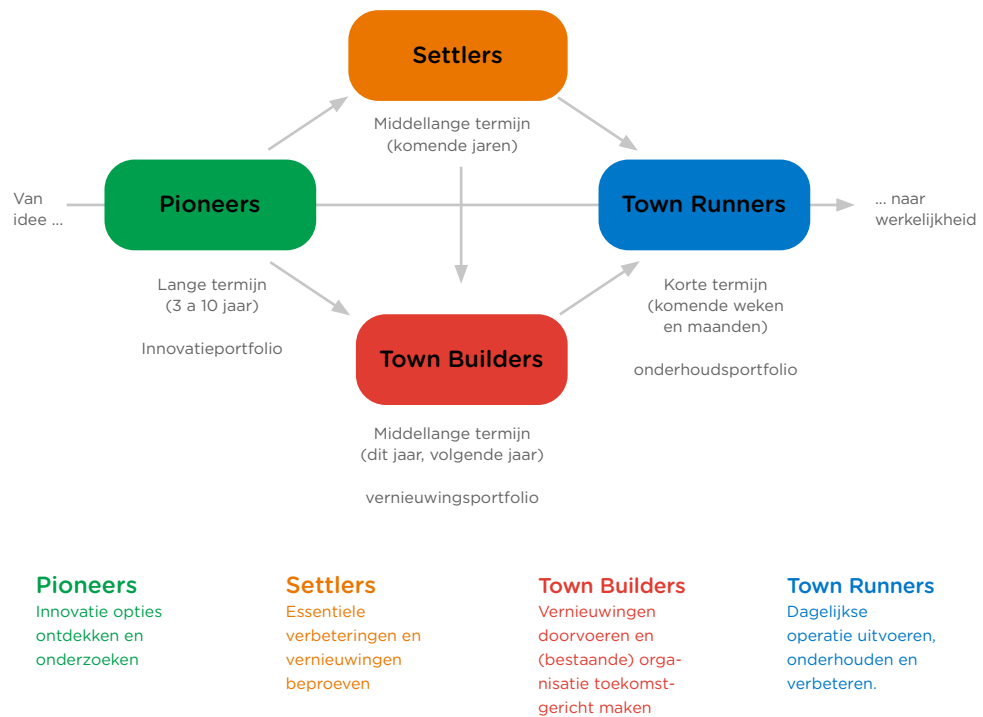 Settlers
Middellange termijn
(komende jaren)
Van
idee ...
Pioneers
Town Runners
... naar
werkelijkheid
Lange termijn
(3 a 10 jaar)
Innovatieportfolio
Korte termijn
(komende weken
en maanden)
onderhoudsportfolio
Town Builders
Middellange termijn
(dit jaar, volgende jaar)
vernieuwingsportfolio
Pioneers
Innovatie opties
ontdekken en
onderzoeken
Settlers
Essentiele
verbeteringen en
vernieuwingen
beproeven
Town Builders
Vernieuwingen
doorvoeren en
(bestaande) orga-
nisatie toekomst-
gericht maken
Town Runners
Dagelijkse
operatie uitvoeren,
onderhouden en
verbeteren.